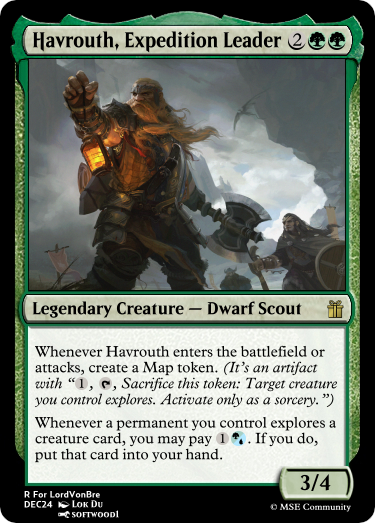 Havrouth, Expedition Leader 2
Legendary Creature — Dwarf Scout
Whenever Havrouth enters the battlefield or
attacks, create a Map token. (It's an artifact
with “1, , Sacrifice this token: Target creature
you control explores. Activate only as a sorcery.”)
Whenever a permanent you control explores a
creature card, you may pay 1 . If you do,
put that card into your hand.
3/4
R For LordVonBre
DEC24 Lok Du
softwood1
© MSE Community